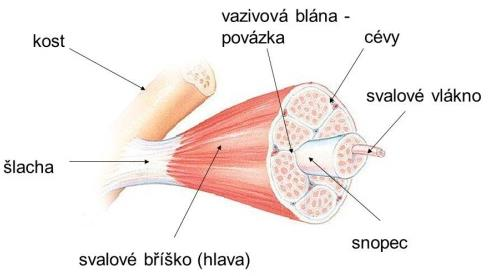 vazivová blána -
povázka
kost
cévy
svalové vlákno
šlacha
snopec
svalové bříško (hlava)